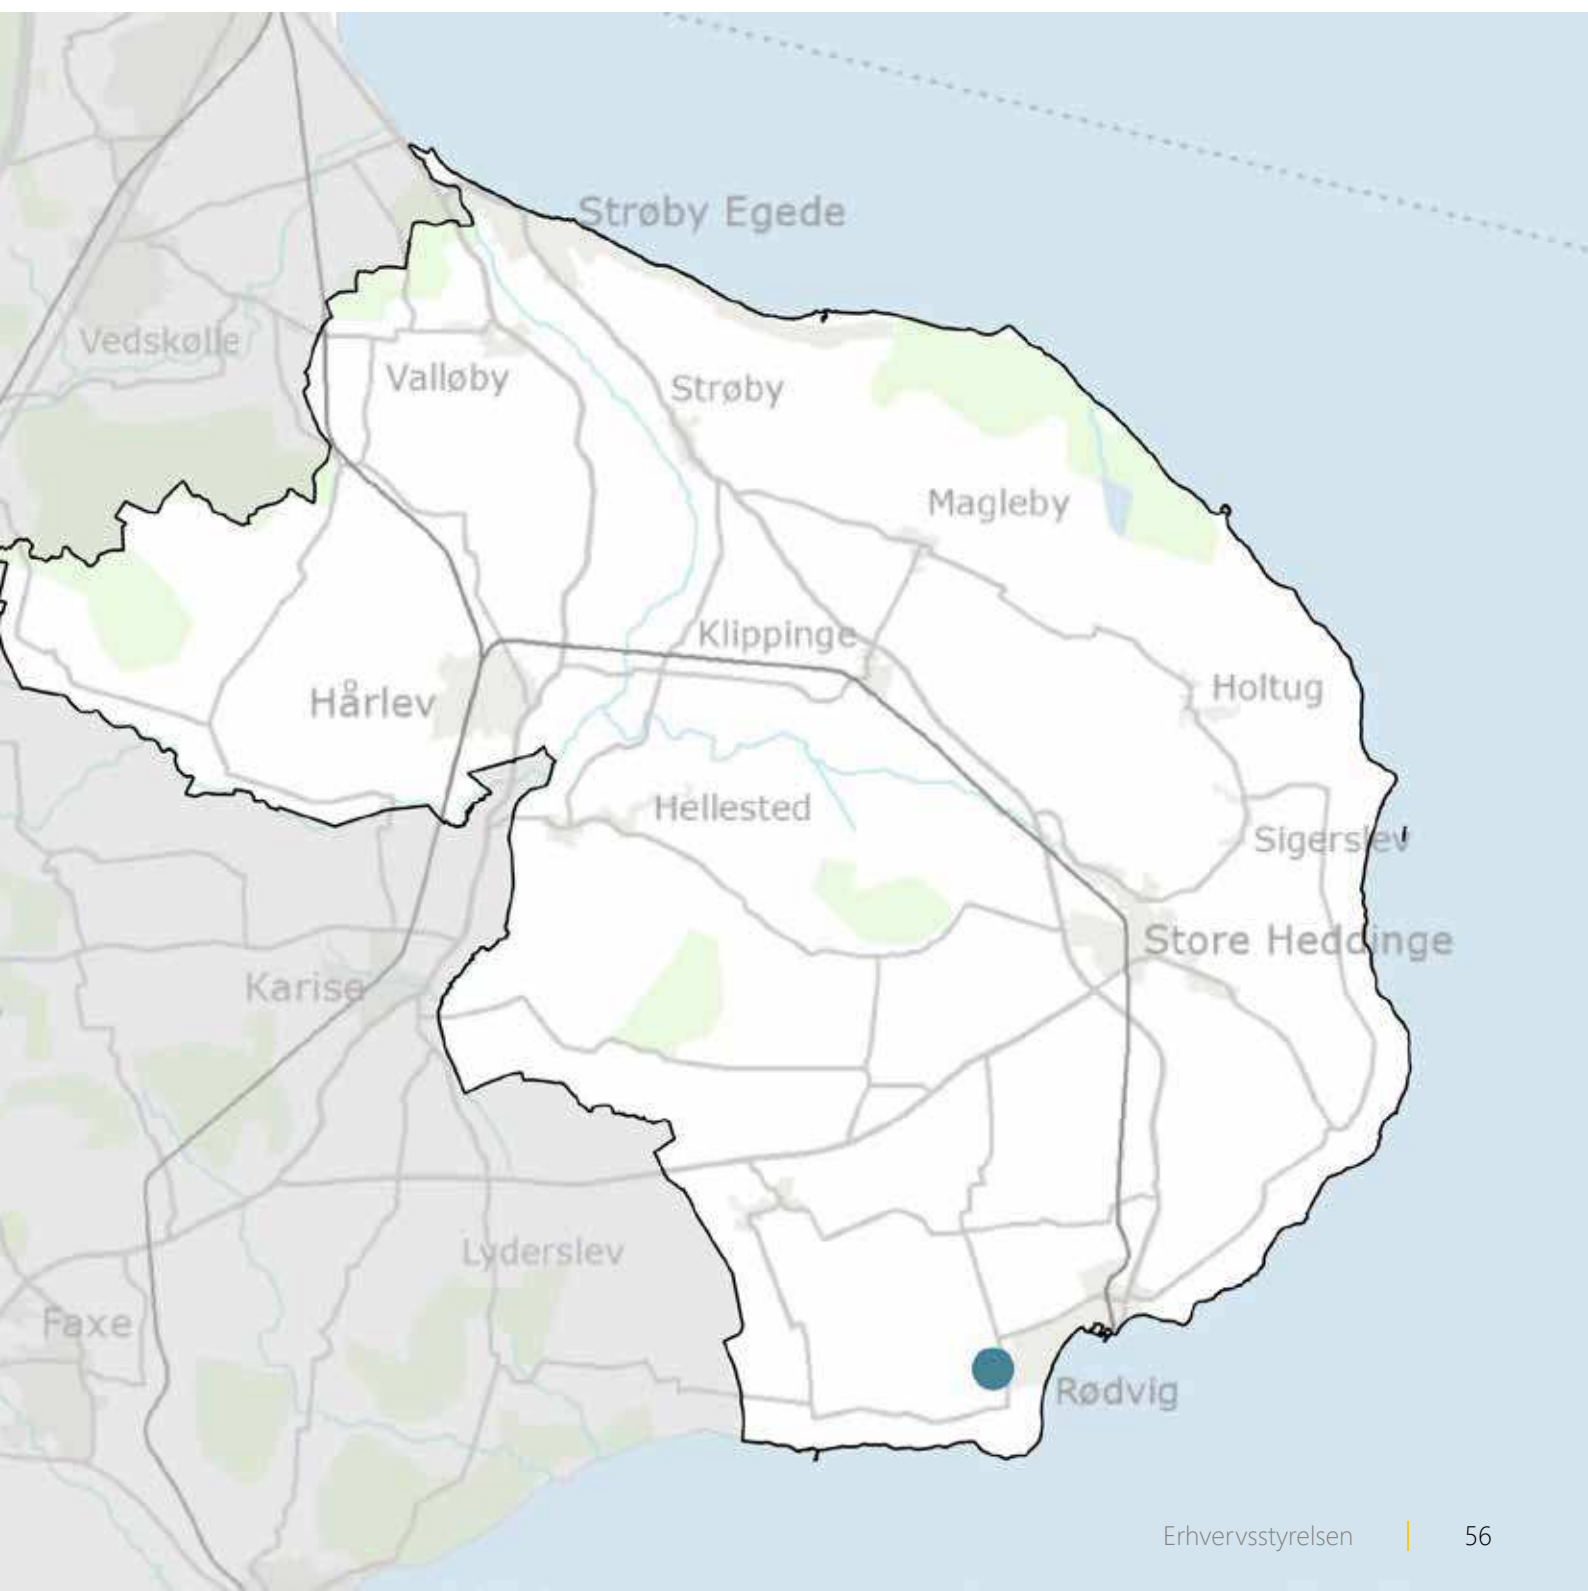 Strøby Egede
Vedskølle
Valløby
Strøby
Magleby
Klippinge
Holtug
Hårlev
Hellested
Sigerslev
Store Heddinge
Karise
Lyderslev
Faxe
Rødvig
Erhvervsstyrelsen
56